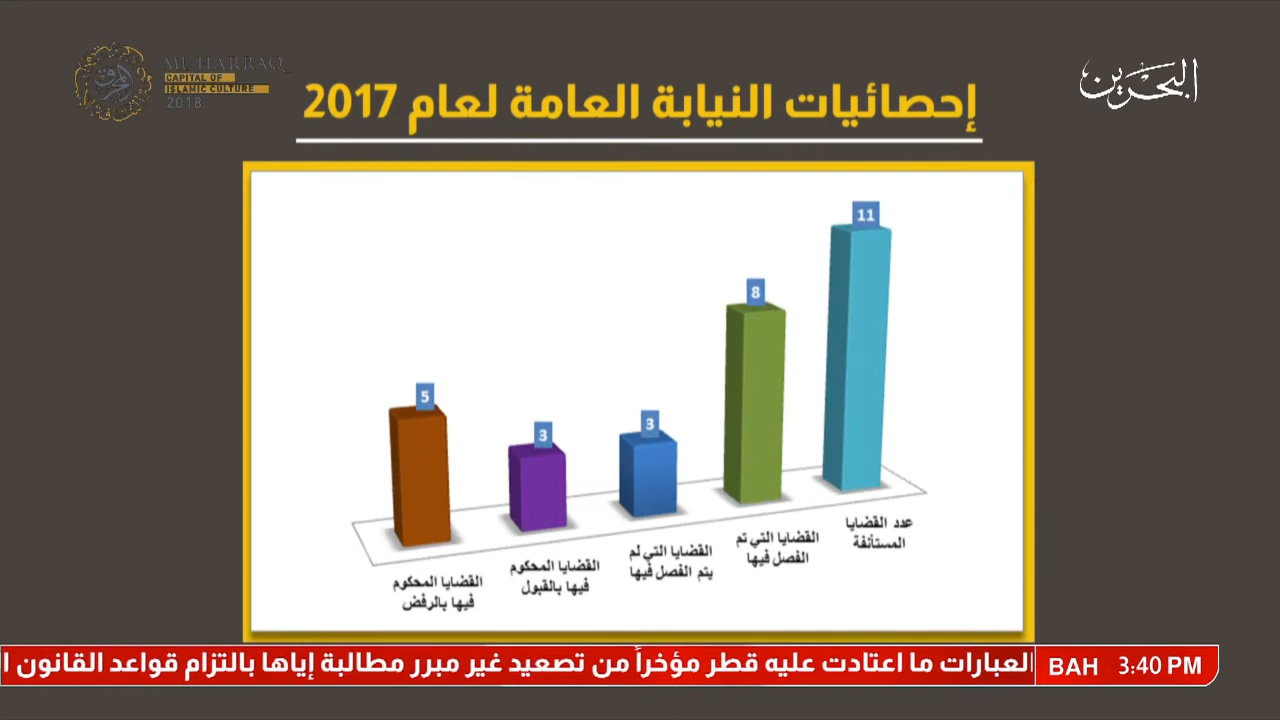 MUHARRAQ
CAPITAL OF
ISLAMIC CULTURE
2018
البحرين
إحصائيات النيابة العامة لعام 2017
11
8
3
3
5
عدد القضايا
المستأنفة
القضايا التي تم
الفصل فيها
القضايا التي لم
يتم الفصل فيها
القضايا المحكوم
فيها بالقبول
القضايا المحكوم
فيها بالرفض
العبارات ما اعتادت عليه قطر مؤخراً من تصعيد غير مبرر مطالبة إياها بالتزام قواعد القانون
BAH 3:40 PM